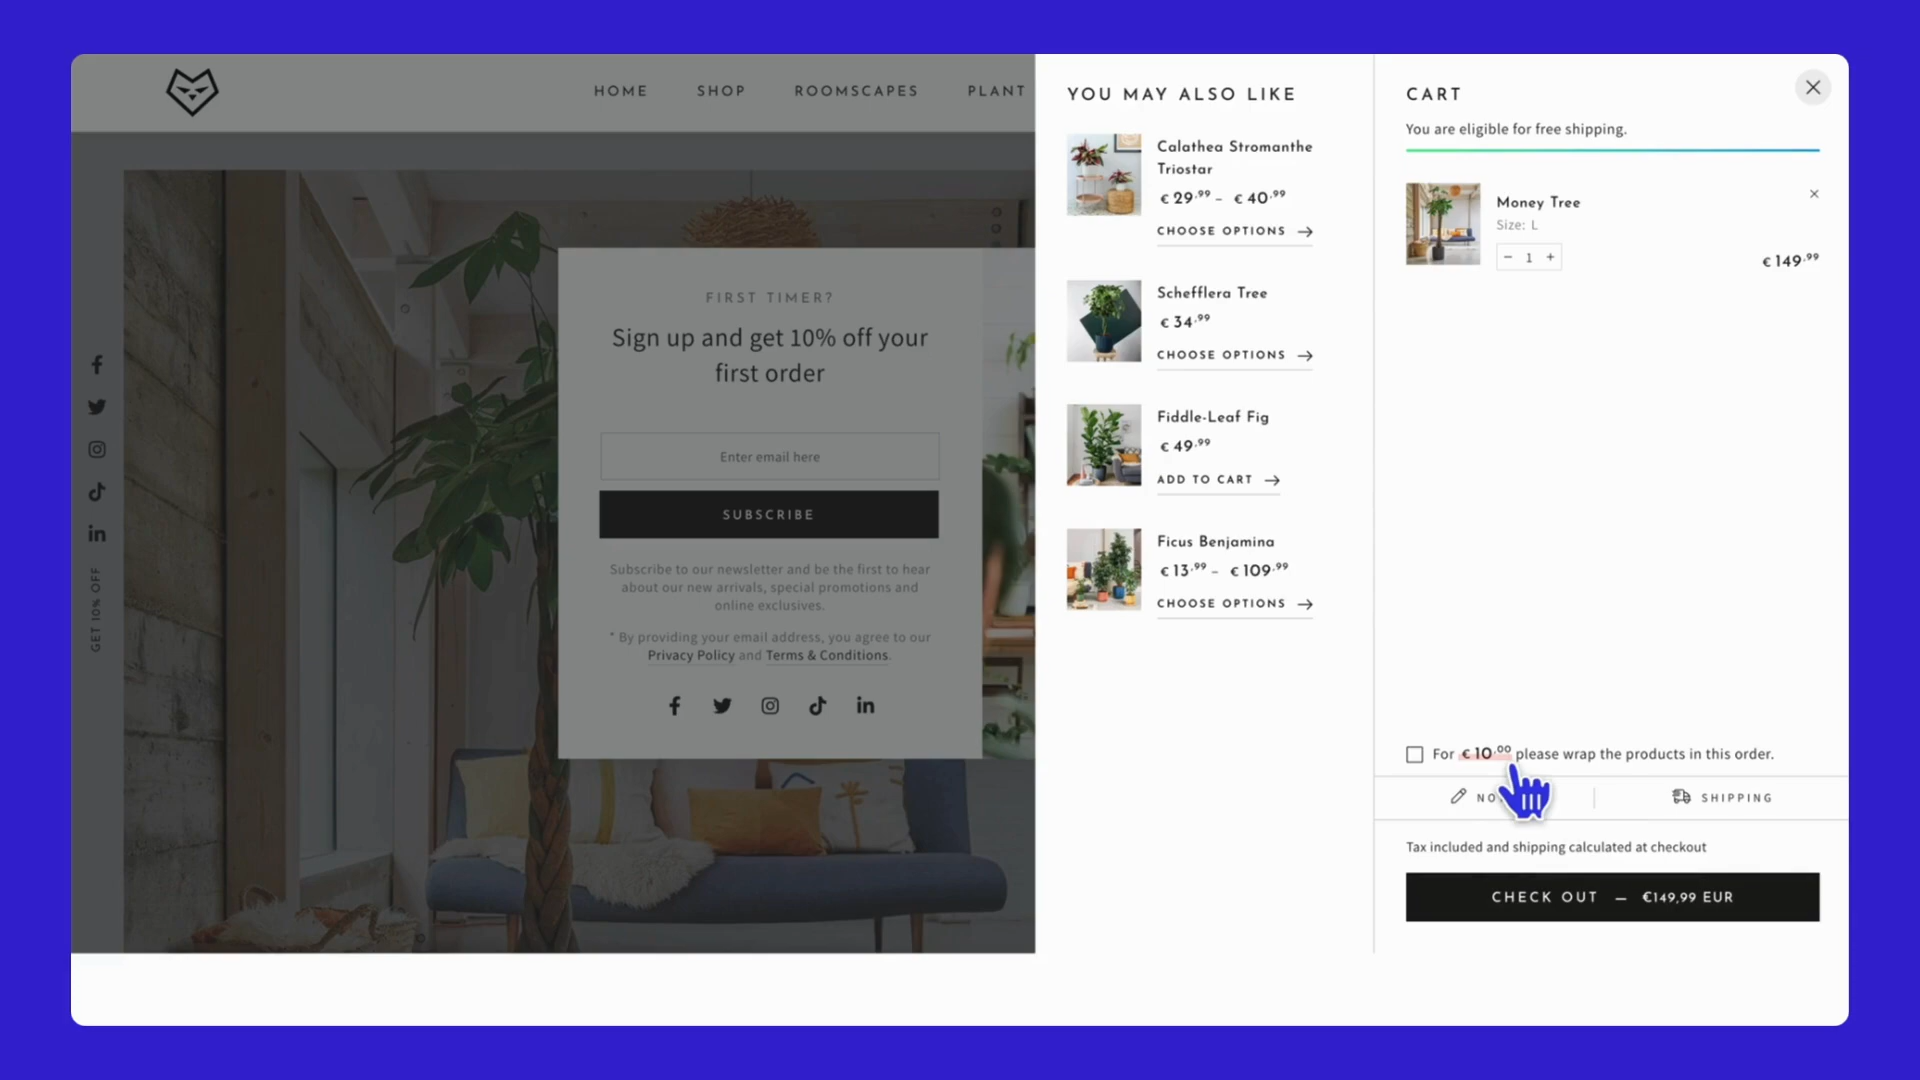 HOME SHOP ROOMSCAPES PLANT
GET 10% OFF
FIRST TIMER?
Sign up and get 10% off your
first order
Enter email here
SUBSCRIBE
Subscribe to our newsletter and be the first to hear
about our new arrivals, special promotions and
online exclusives.
* By providing your email address, you agree to our
Privacy Policy and Terms & Conditions.
YOU MAY ALSO LIKE
Calathea Stromanthe
Triostar
€ 29.99 – € 40.99
CHOOSE OPTIONS
Schefflera Tree
€ 34.99
CHOOSE OPTIONS
Fiddle-Leaf Fig
€ 49.99
ADD TO CART
Ficus Benjamina
€ 13.99 – € 109.99
CHOOSE OPTIONS
CART
You are eligible for free shipping.
Money Tree
Size: L
− 1 +
€ 149.99
For € 10.00 please wrap the products in this order.
SHIPPING
Tax included and shipping calculated at checkout
CHECK OUT — €149,99 EUR